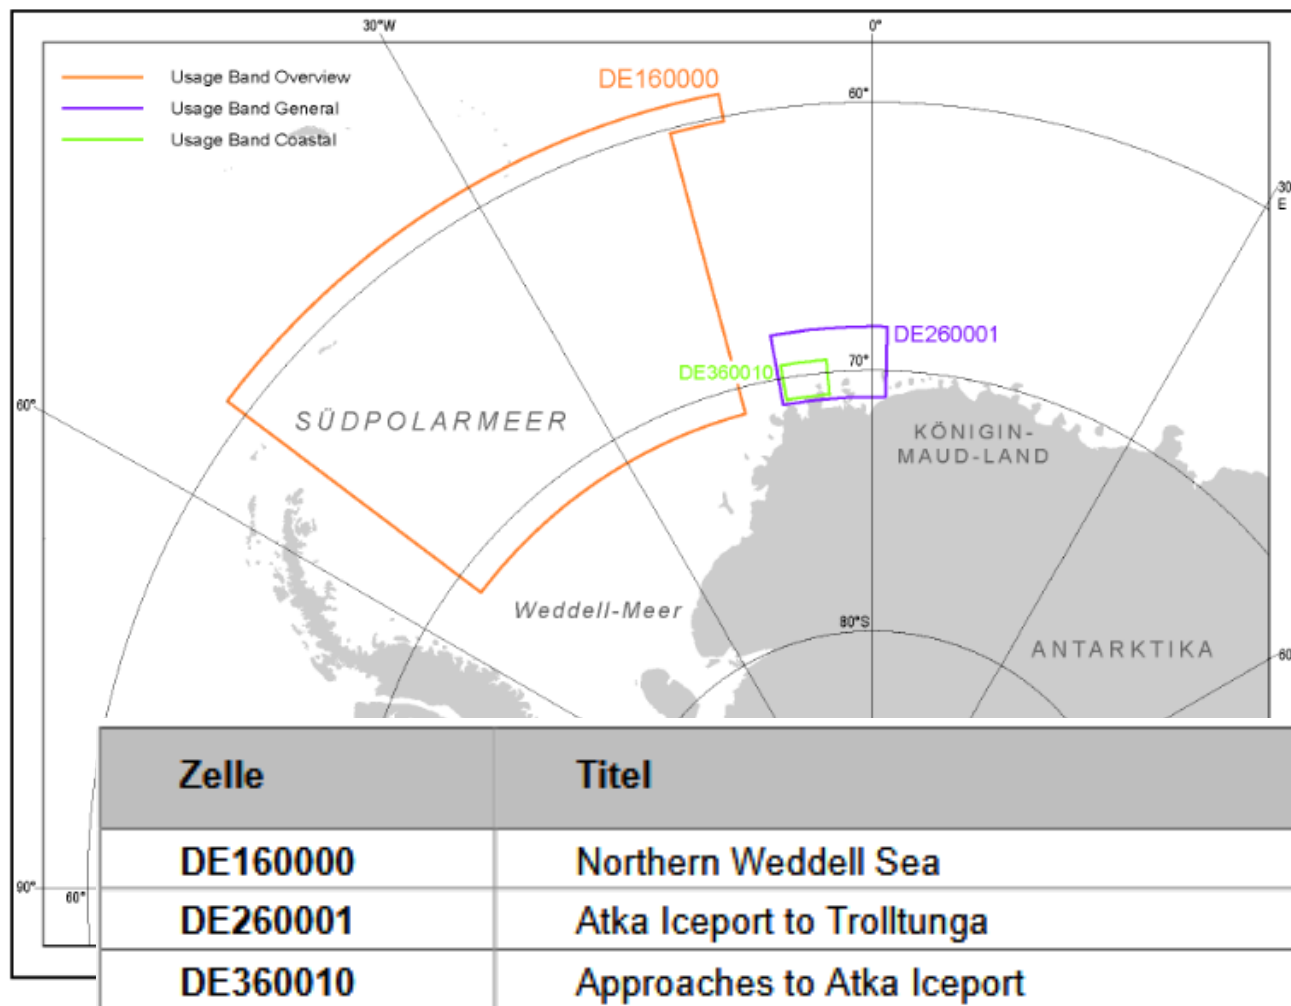 30°W
0°
Usage Band Overview
Usage Band General
Usage Band Coastal
DE160000
60°
30
E
DE260001
DE360010
70°
60°
SÜDPOLARMEER
KÖNIGIN-
MAUD-LAND
Weddell-Meer
80°S
ANTARKTIKA
60
90°
60°
Zelle Titel
DE160000 Northern Weddell Sea
DE260001 Atka Iceport to Trolltunga
DE360010 Approaches to Atka Iceport